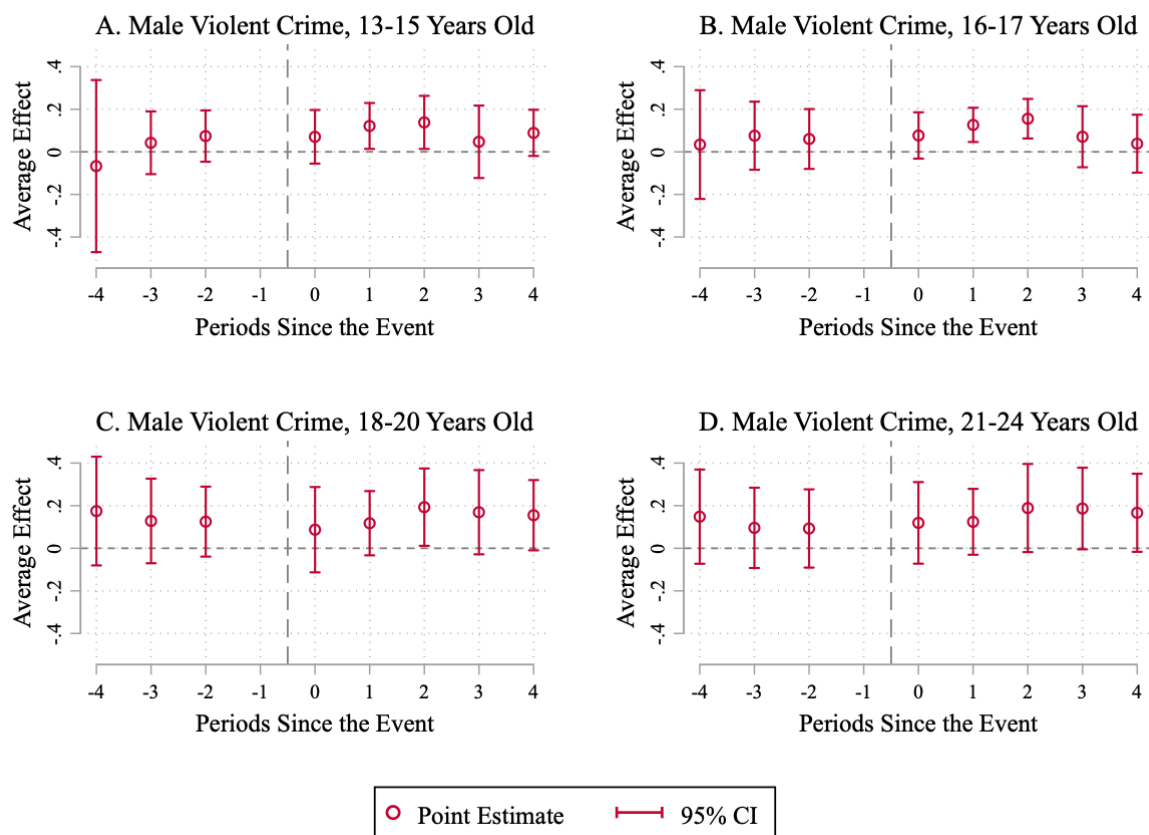 A. Male Violent Crime, 13-15 Years Old
Average Effect
.4
.2
0
-.2
-.4
-4 -3 -2 -1 0 1 2 3 4
Periods Since the Event
B. Male Violent Crime, 16-17 Years Old
Average Effect
.4
.2
0
-.2
-.4
-4 -3 -2 -1 0 1 2 3 4
Periods Since the Event
C. Male Violent Crime, 18-20 Years Old
Average Effect
.4
.2
0
-.2
-.4
-4 -3 -2 -1 0 1 2 3 4
Periods Since the Event
D. Male Violent Crime, 21-24 Years Old
Average Effect
.4
.2
0
-.2
-.4
-4 -3 -2 -1 0 1 2 3 4
Periods Since the Event
Point Estimate 95% CI